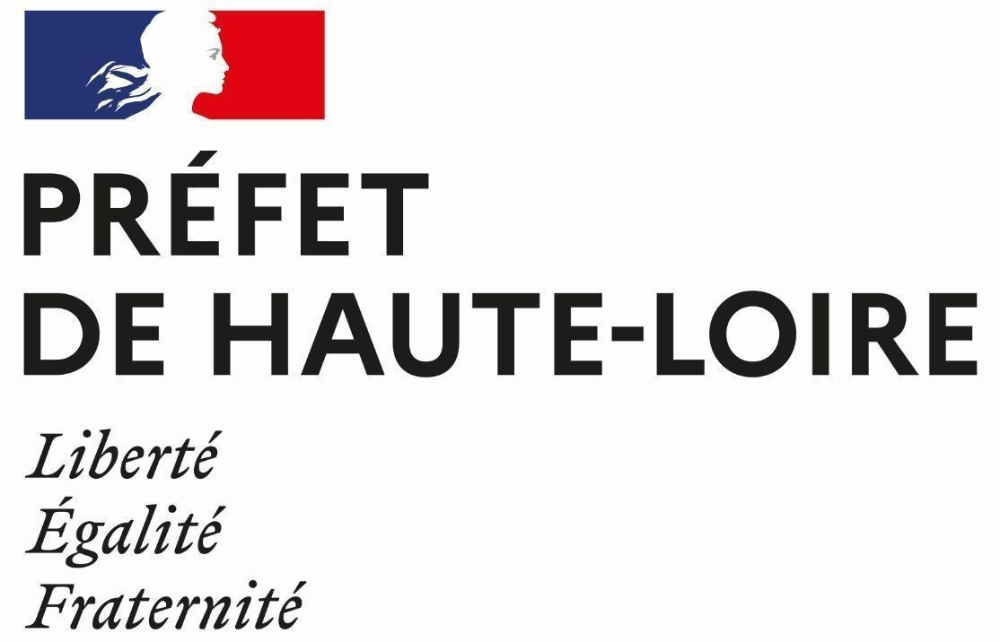 PRÉFET
DE HAUTE-LOIRE
Liberté
Égalité
Fraternité